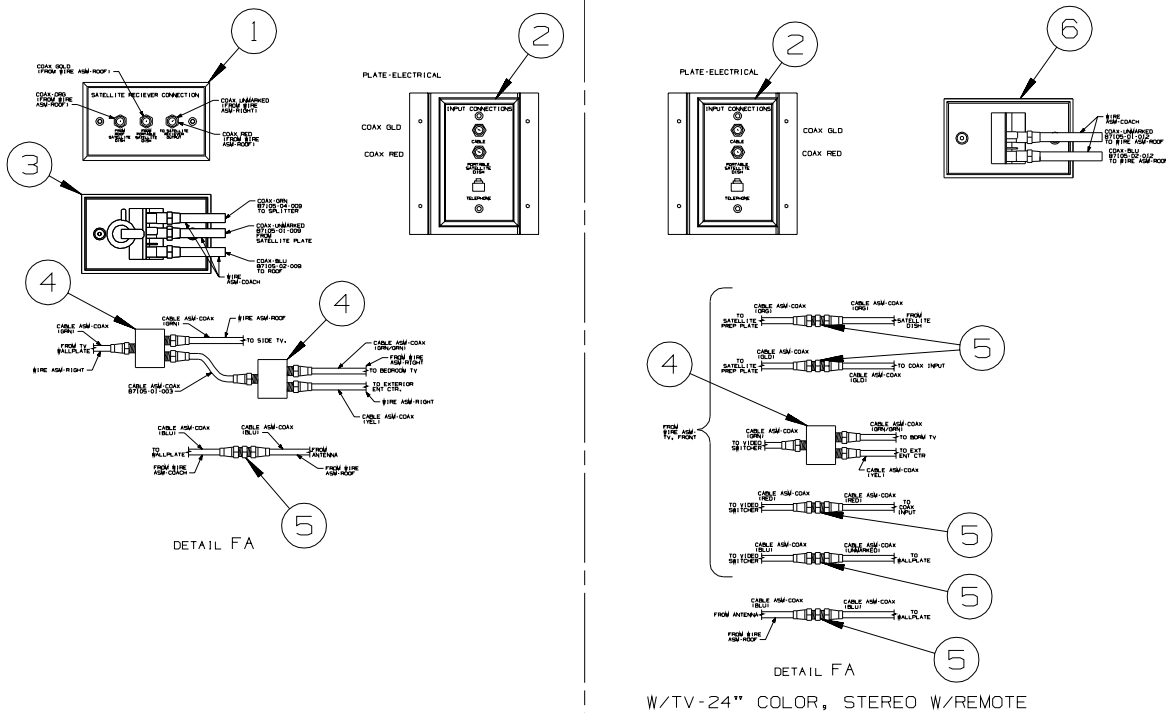 1
COAX GOLD
(FROM WIRE ASM-ROOF)
COAX-ORG
(FROM WIRE
ASM-ROOF)
SATELLITE RECIEVER CONNECTION
COAX-UNMARKED
(FROM WIRE
ASM-RIGHT)
COAX RED
(FROM WIRE
ASM-ROOF)
FROM
ROOF
SATELLITE
DISH
FROM
PORTABLE
SATELLITE
DISH
TO SATELLITE
RECIEVER
OUTPUT
2
PLATE-ELECTRICAL
INPUT CONNECTIONS
CABLE
PORTABLE
SATELLITE
DISH
TELEPHONE
COAX GLD
COAX RED
3
COAX-GRN
87105-04-009
TO SPLITTER
COAX-UNMARKED
87105-01-009
FROM
SATELLITE PLATE
COAX-BLU
87105-02-009
TO ROOF
WIRE
ASM-COACH
4
4
CABLE ASM-COAX
(GRN)
CABLE ASM-COAX
(GRN)
WIRE ASM-ROOF
TO SIDE TV.
FROM TV
WALLPLATE
WIRE ASM-RIGHT
CABLE ASM-COAX
87105-01-003
CABLE ASM-COAX
(GRN/GRN)
FROM WIRE
ASM-RIGHT
TO BEDROOM TV
TO EXTERIOR
ENT CTR.
WIRE ASM-RIGHT
CABLE ASM-COAX
(YEL)
CABLE ASM-COAX
(BLU)
CABLE ASM-COAX
(BLU)
TO
WALLPLATE
FROM WIRE
ASM-COACH
FROM
ANTENNA
FROM WIRE
ASM-ROOF
5
DETAIL FA
2
PLATE-ELECTRICAL
INPUT CONNECTIONS
CABLE
PORTABLE
SATELLITE
DISH
TELEPHONE
COAX GLD
COAX RED
6
WIRE
ASM-COACH
COAX-UNMARKED
87105-01-012
TO WIRE ASM-ROOF
COAX-BLU
87105-02-012
TO WIRE ASM-ROOF
FROM
WIRE ASM-
TV, FRONT
CABLE ASM-COAX
(ORG)
CABLE ASM-COAX
(ORG)
TO
SATELLITE
PREP PLATE
FROM
SATELLITE
DISH
5
CABLE ASM-COAX
(GLD)
TO
SATELLITE
PREP PLATE
TO COAX INPUT
CABLE ASM-COAX
(GLD)
4
CABLE ASM-COAX
(GRN)
TO VIDEO
SWITCHER
CABLE ASM-COAX
(GRN/GRN)
TO BDRM TV
TO EXT
ENT CTR
CABLE ASM-COAX
(YEL)
CABLE ASM-COAX
(RED)
CABLE ASM-COAX
(RED)
TO VIDEO
SWITCHER
TO
COAX
INPUT
5
CABLE ASM-COAX
(BLU)
CABLE ASM-COAX
(UNMARKED)
TO VIDEO
SWITCHER
TO
WALLPLATE
5
CABLE ASM-COAX
(BLU)
CABLE ASM-COAX
(BLU)
FROM ANTENNA
TO
WALLPLATE
FROM WIRE
ASM-ROOF
5
DETAIL FA
W/TV-24" COLOR, STEREO W/REMOTE